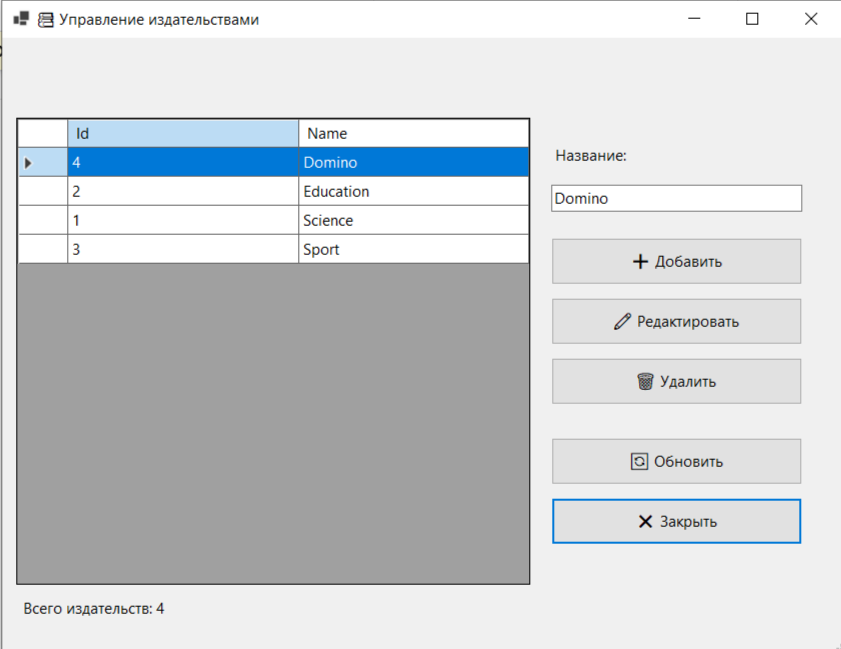 Управление издательствами
Id Name
4 Domino
2 Education
1 Science
3 Sport
Название:
Domino
Добавить
Редактировать
Удалить
Обновить
Закрыть
Всего издательств: 4